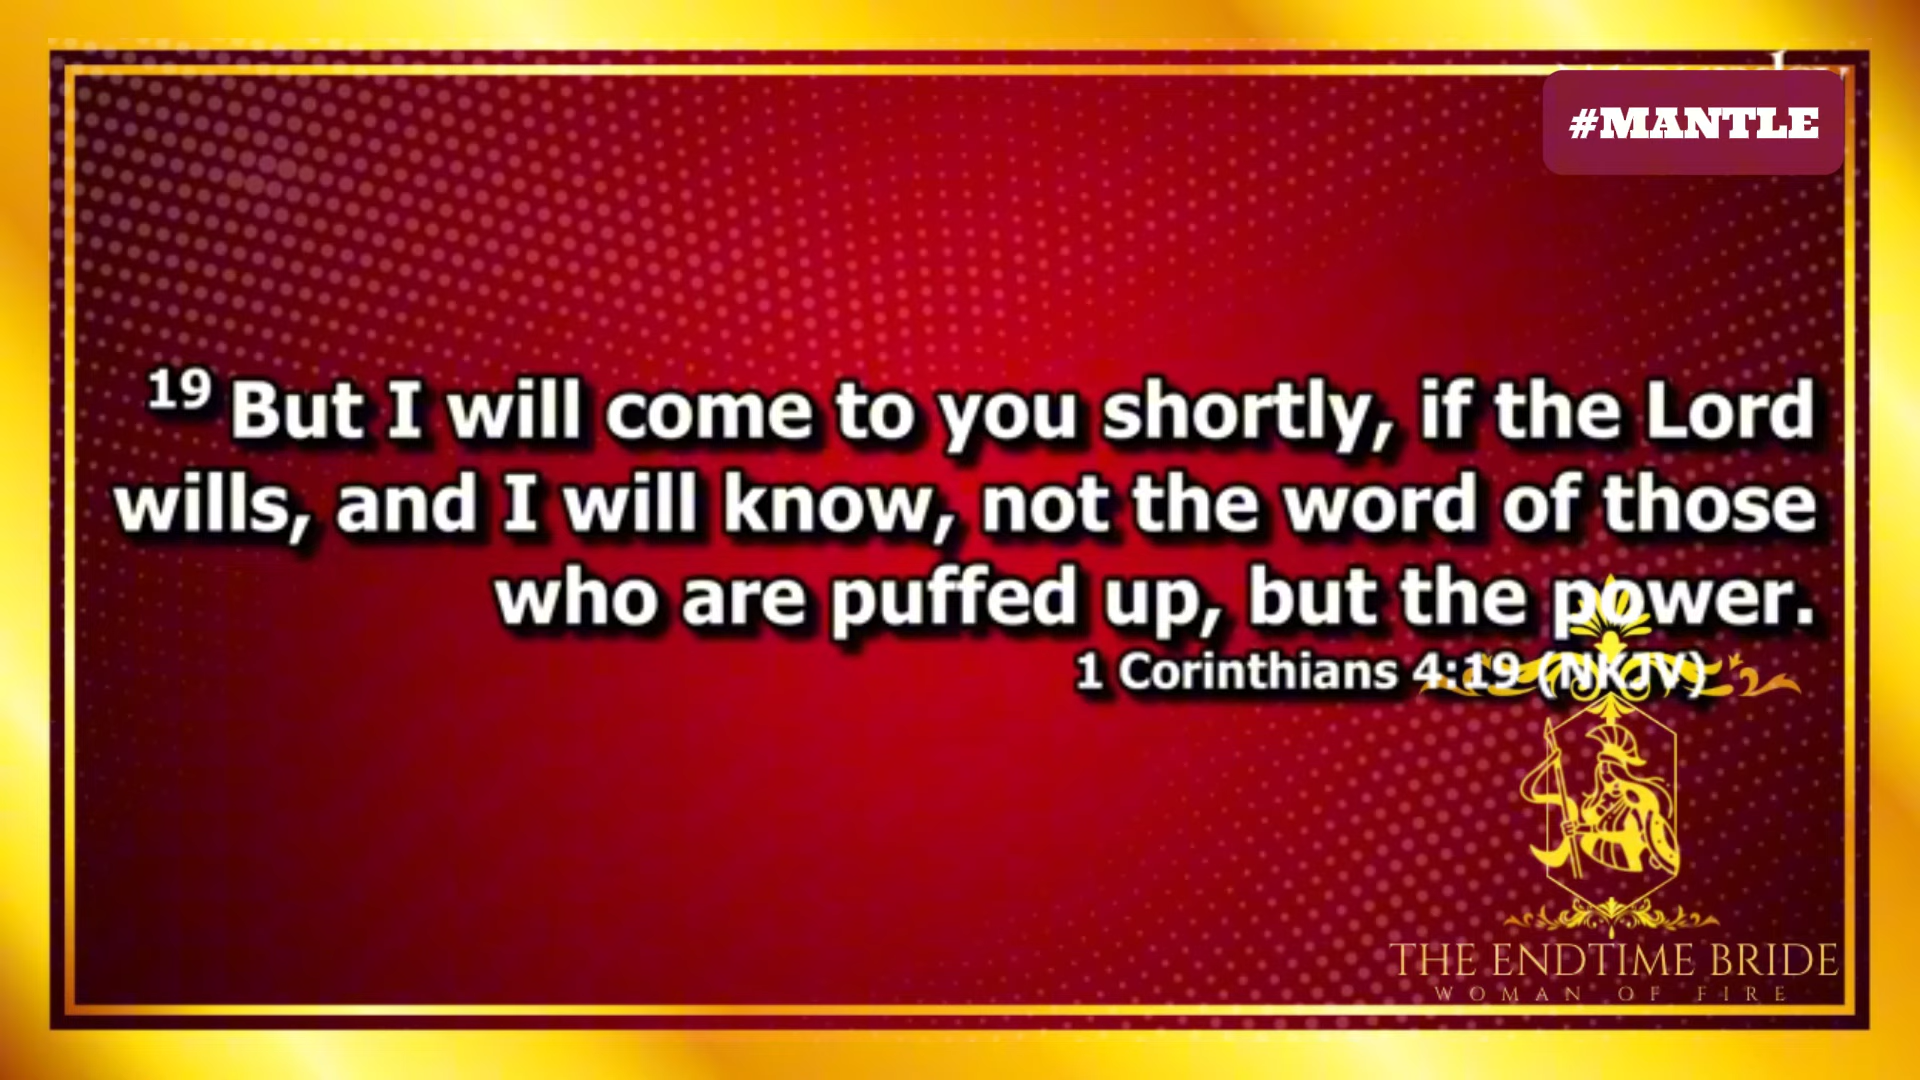 #MANTLE
19 But I will come to you shortly, if the Lord
wills, and I will know, not the word of those
who are puffed up, but the power.
1 Corinthians 4:19 (NKJV)
THE ENDTIME BRIDE
WOMAN OF FIRE